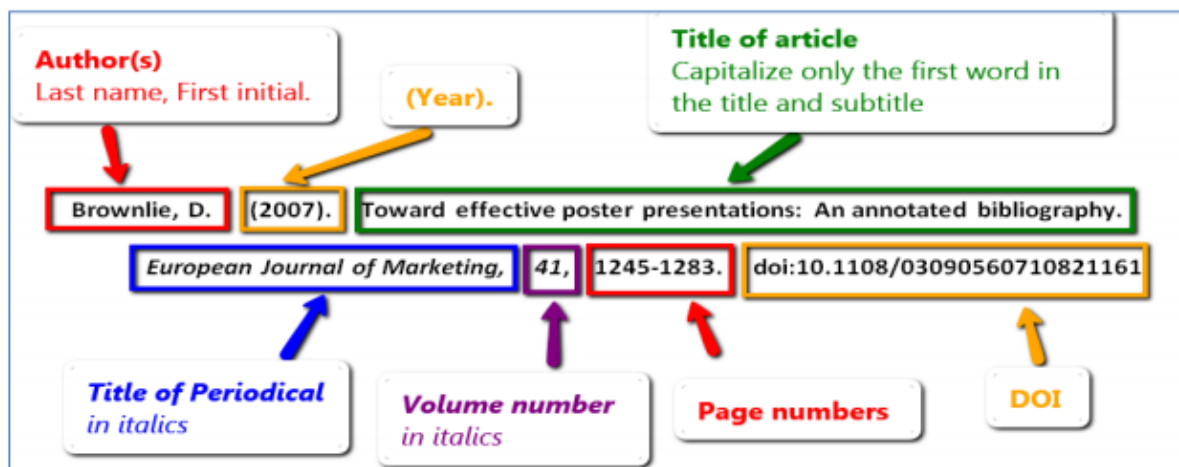 Author(s)
Last name, First initial.
(Year).
Title of article
Capitalize only the first word in
the title and subtitle
Brownlie, D. (2007). Toward effective poster presentations: An annotated bibliography.
European Journal of Marketing, 41, 1245-1283. doi:10.1108/03090560710821161
Title of Periodical
in italics
Volume number
in italics
Page numbers
DOI